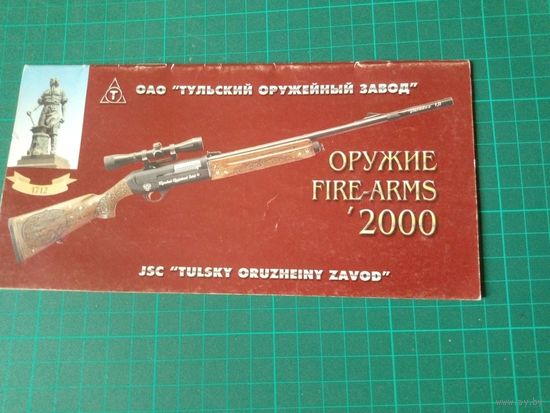 Т
ОАО "ТУЛЬСКИЙ ОРУЖЕЙНЫЙ ЗАВОД"
1712
ОРУЖИЕ
FIRE-ARMS
'2000
JSC "TULSKY ORUZHEINY ZAVOD"